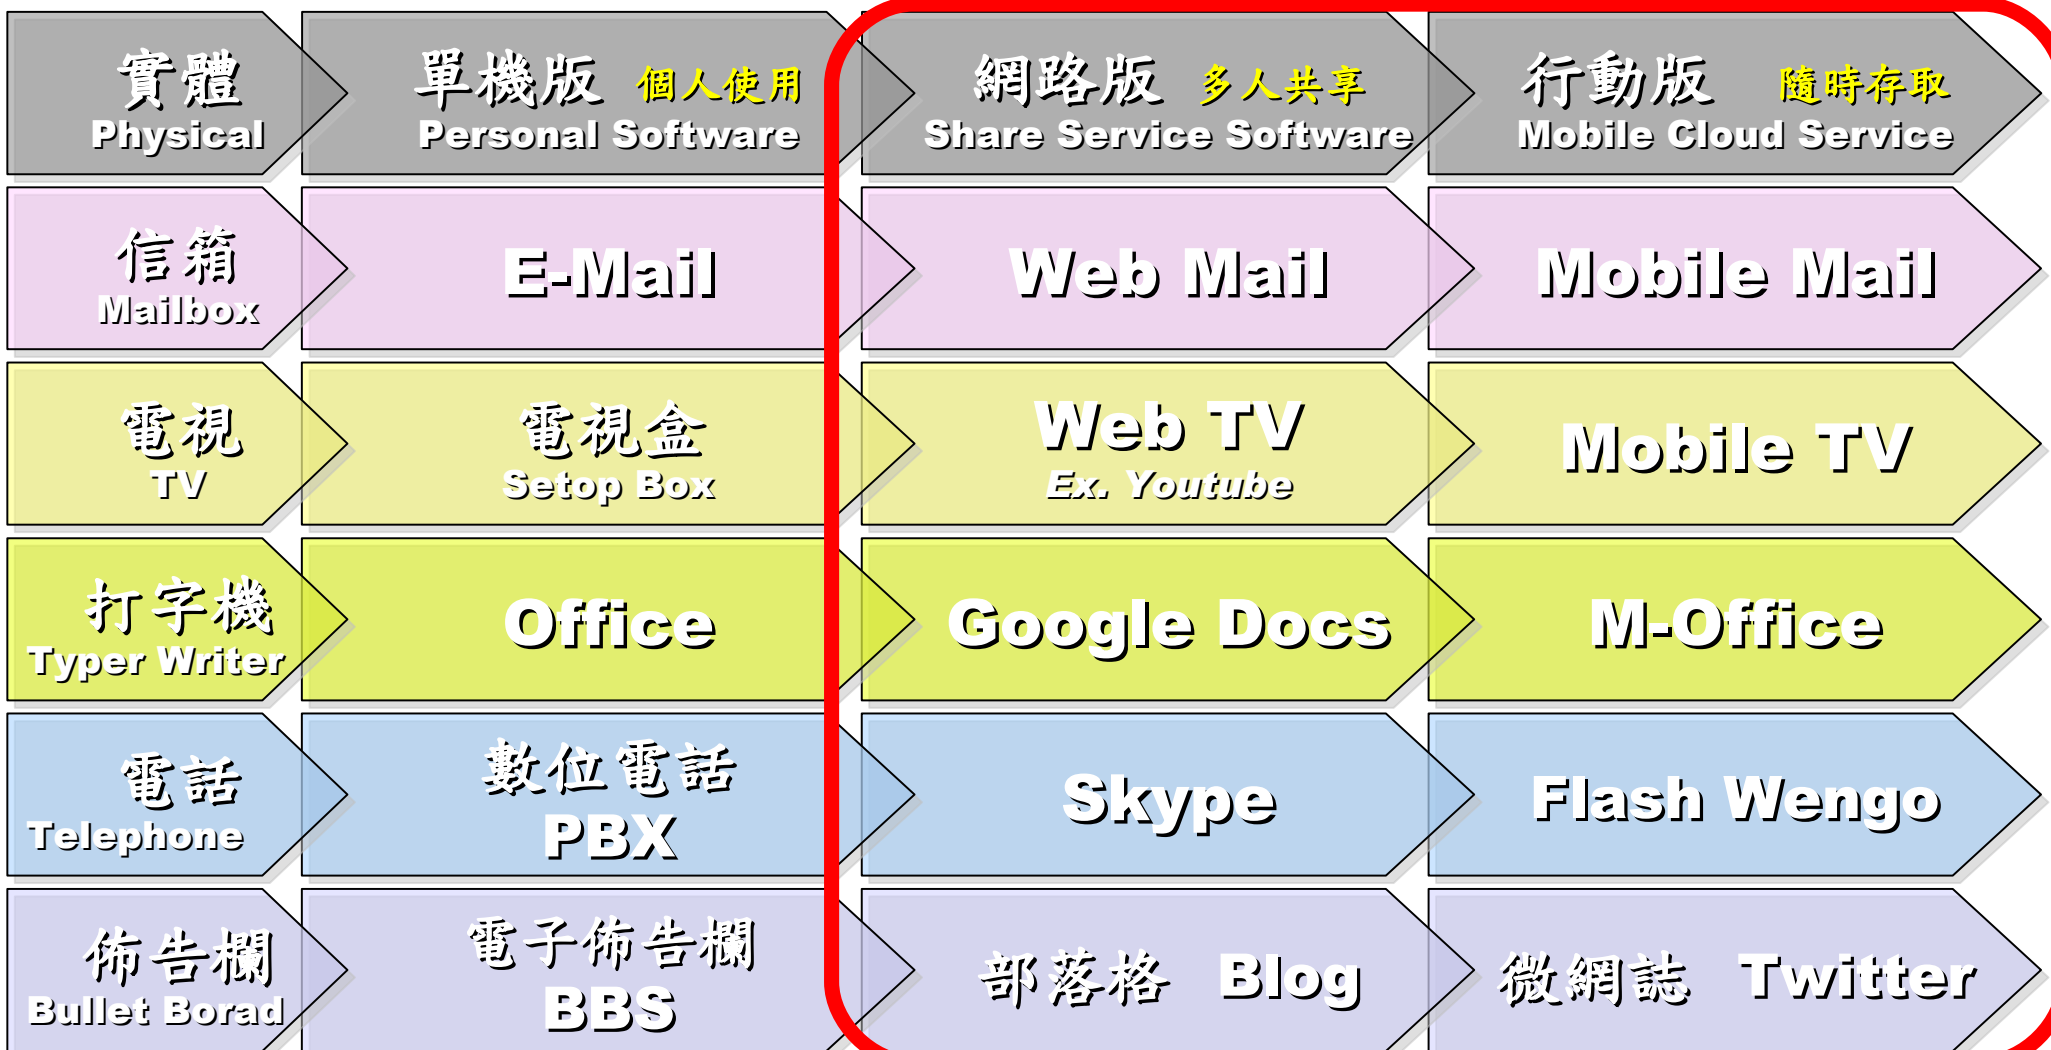 實體
Physical
單機版 個人使用
Personal Software
網路版 多人共享
Share Service Software
行動版 隨時存取
Mobile Cloud Service
信箱
Mailbox
E-Mail
Web Mail
Mobile Mail
電視
TV
電視盒
Setop Box
Web TV
Ex. Youtube
Mobile TV
打字機
Typer Writer
Office
Google Docs
M-Office
電話
Telephone
數位電話
PBX
Skype
Flash Wengo
佈告欄
Bullet Borad
電子佈告欄
BBS
部落格 Blog
微網誌 Twitter